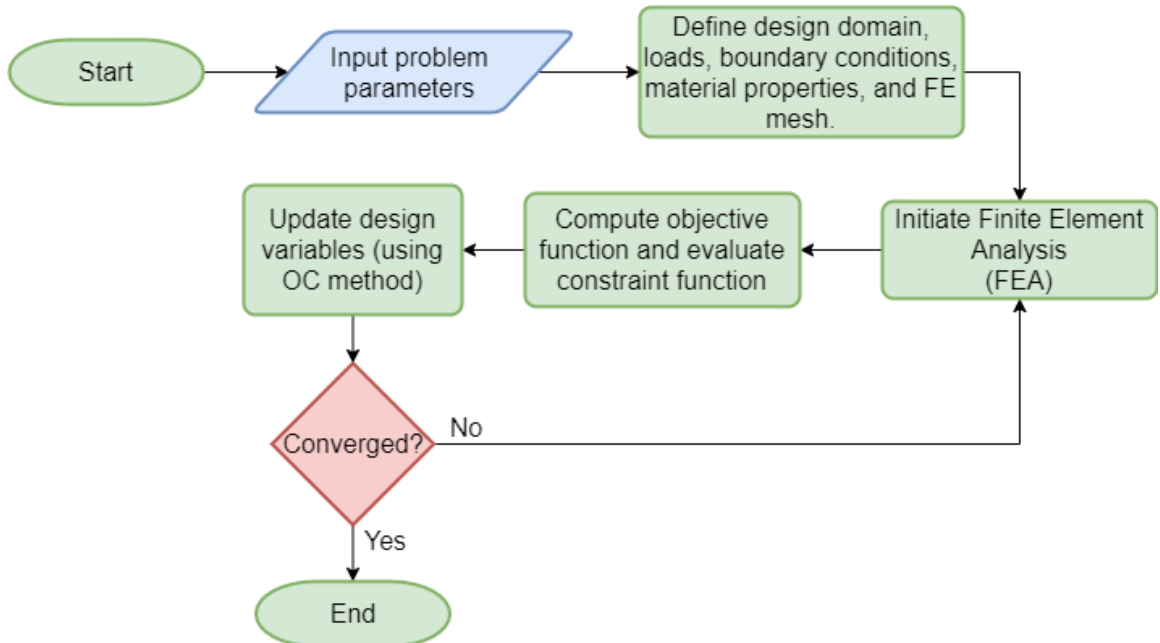 Start
Input problem
parameters
Define design domain,
loads, boundary conditions,
material properties, and FE
mesh.
Initiate Finite Element
Analysis
(FEA)
Compute objective
function and evaluate
constraint function
Update design
variables (using
OC method)
Converged?
No
Yes
End